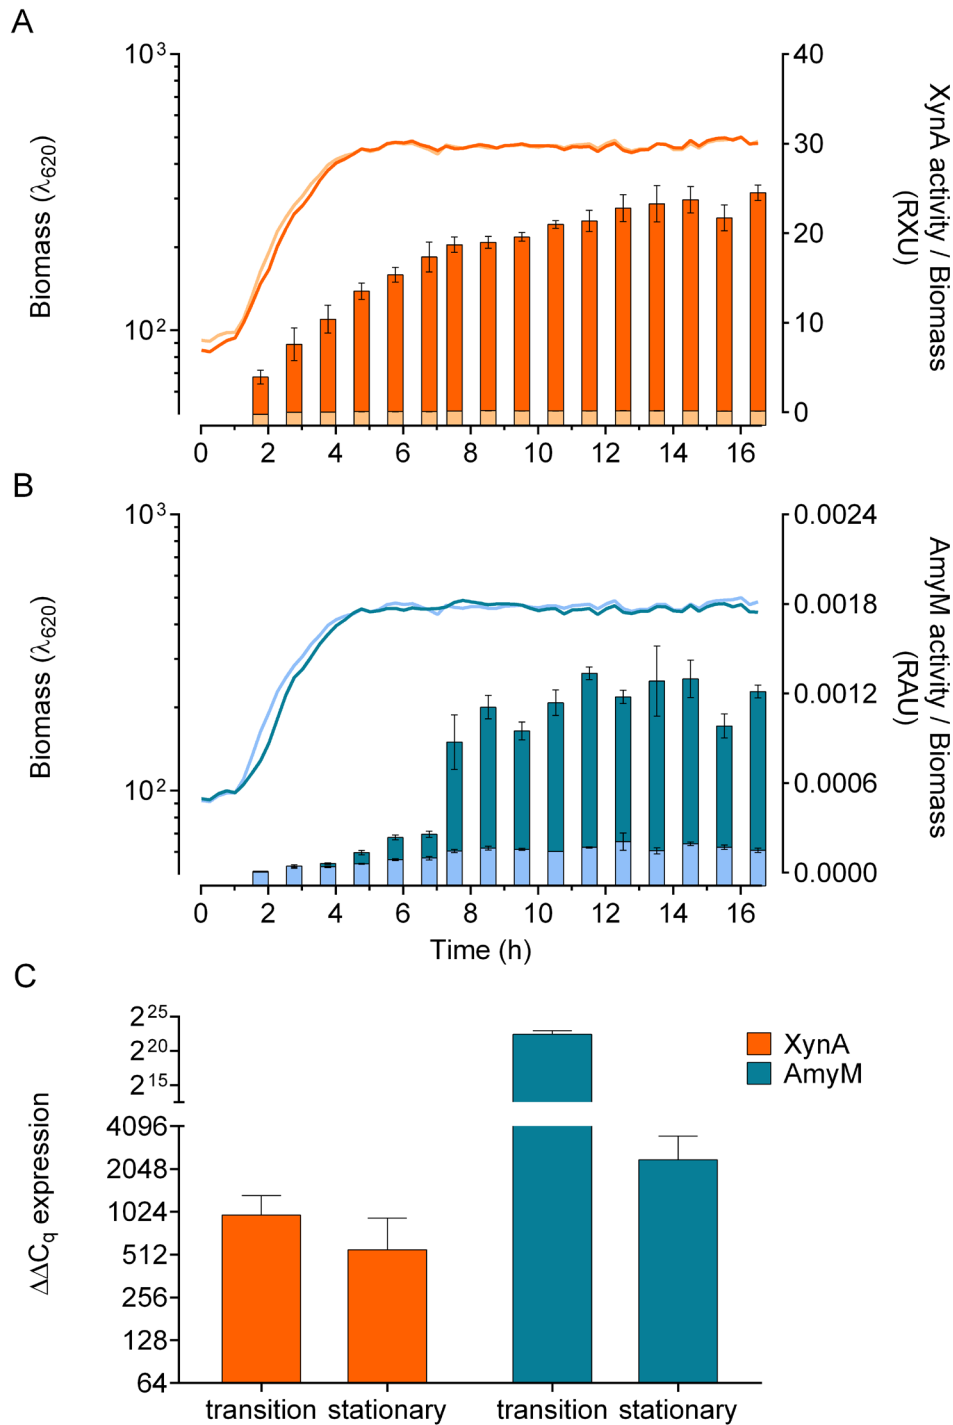 A
10³
10²
Biomass (λ₆₂₀)
40
30
20
10
0
XynA activity / Biomass
(RXU)
0 2 4 6 8 10 12 14 16
B
10³
10²
Biomass (λ₆₂₀)
0.0024
0.0018
0.0012
0.0006
0.0000
AmyM activity / Biomass
(RAU)
0 2 4 6 8 10 12 14 16
Time (h)
C
2²⁵
2²⁰
2¹⁵
4096
2048
1024
512
256
128
64
ΔΔCq expression
XynA
AmyM
transition stationary transition stationary